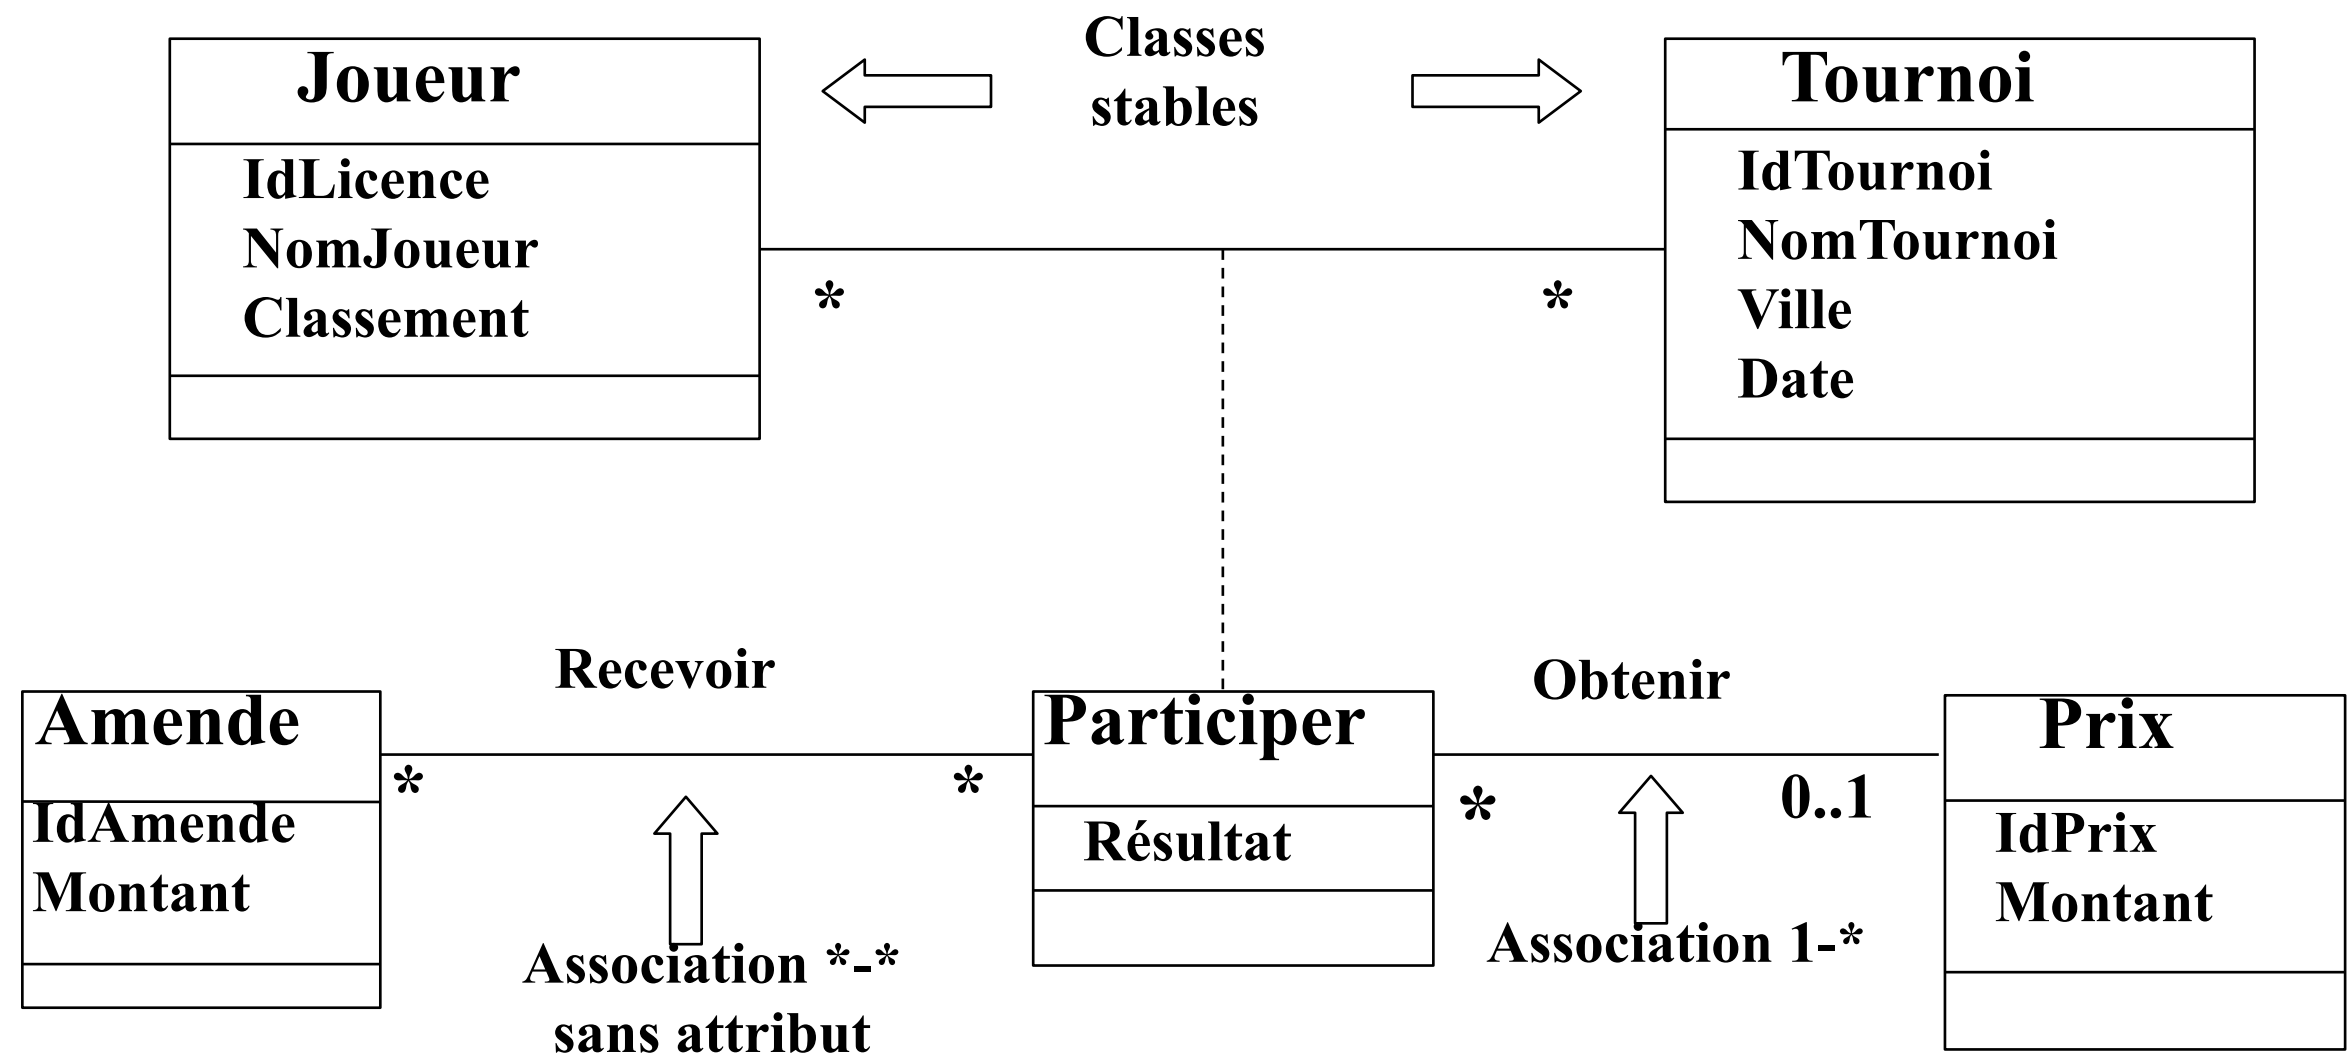 Classes
stables
Joueur
IdLicence
NomJoueur
Classement
Tournoi
IdTournoi
NomTournoi
Ville
Date
*
*
Recevoir
Obtenir
Amende
IdAmende
Montant
*
*
Participer
Résultat
*
0..1
Prix
IdPrix
Montant
Association *-*
sans attribut
Association 1-*